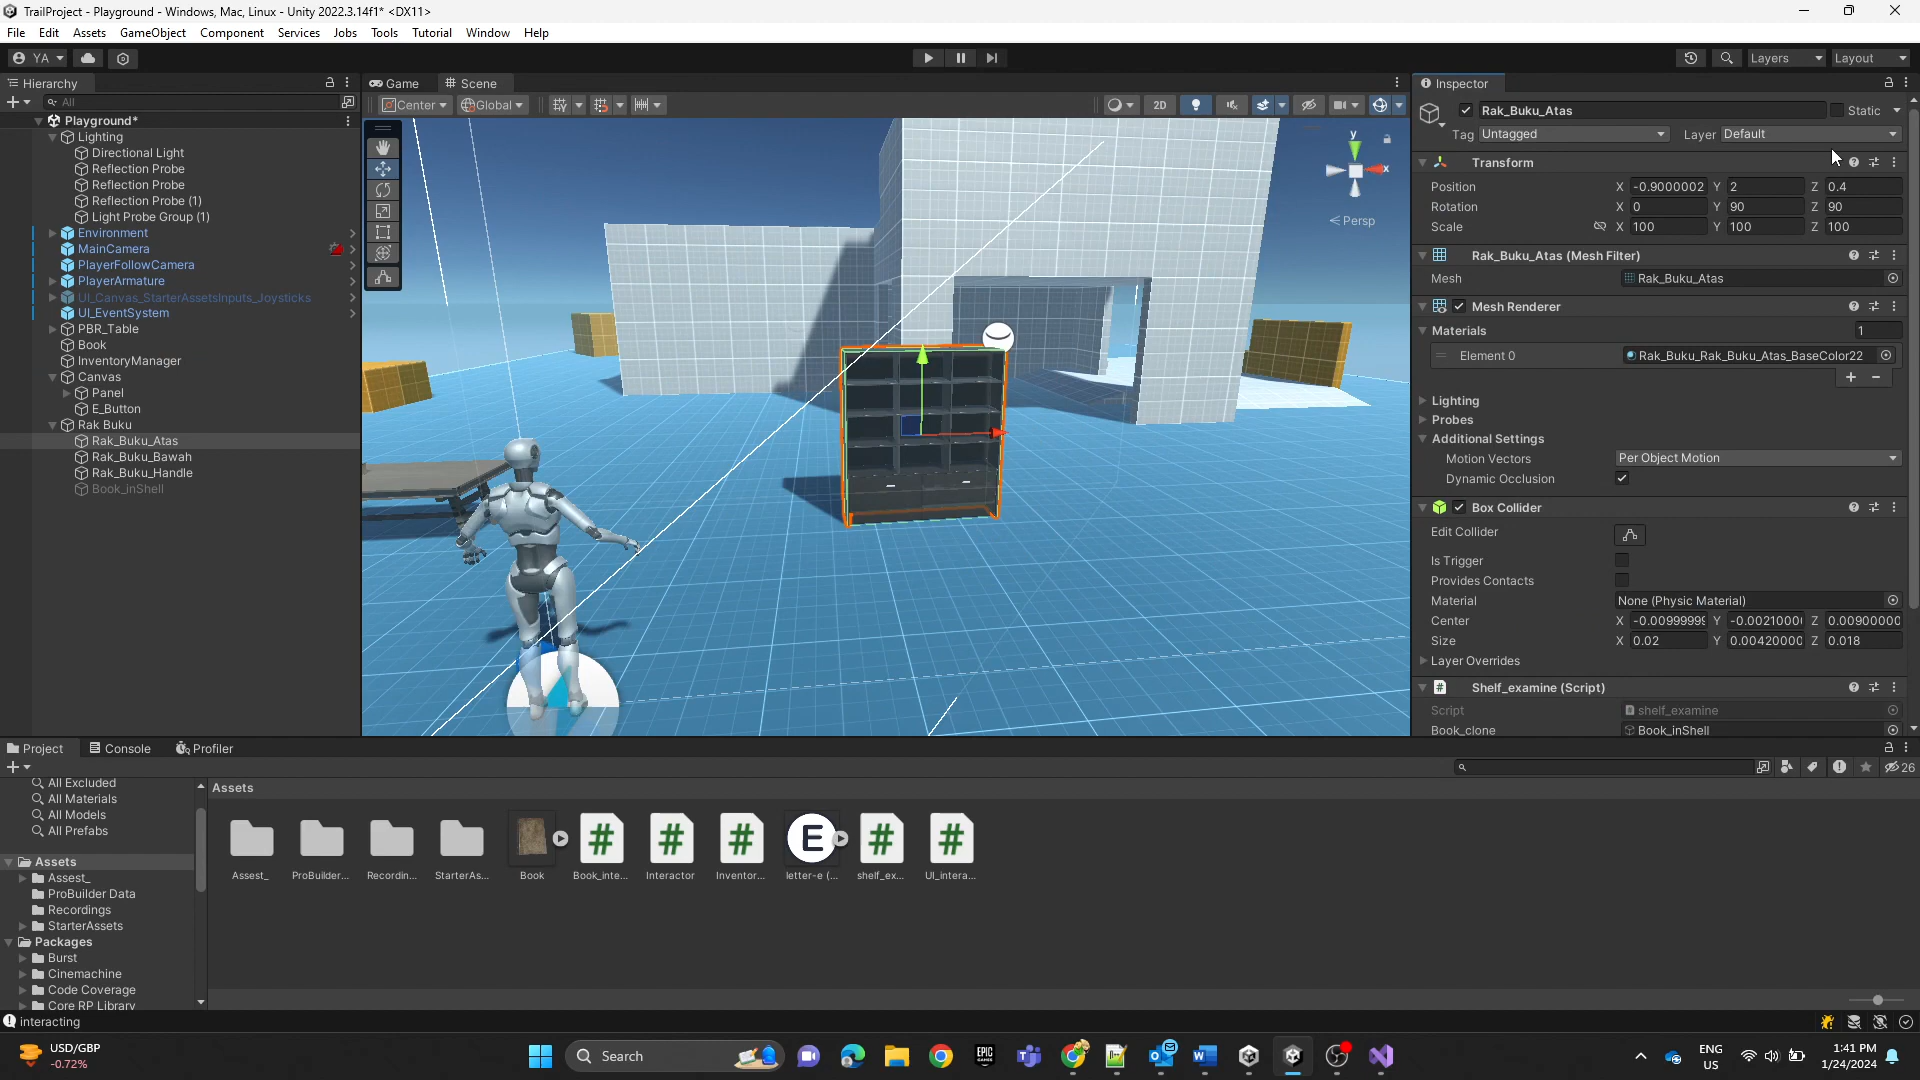 TrailProject - Playground - Windows, Mac, Linux - Unity 2022.3.14f1* <DX11>
File Edit Assets GameObject Component Services Jobs Tools Tutorial Window Help
YA Layers Layout
Hierarchy
All
Playground*
Lighting
Directional Light
Reflection Probe
Reflection Probe
Reflection Probe (1)
Light Probe Group (1)
Environment
MainCamera
PlayerFollowCamera
PlayerArmature
UI_Canvas_StarterAssetsInputs_Joysticks
UI_EventSystem
PBR_Table
Book
InventoryManager
Canvas
Panel
E_Button
Rak Buku
Rak_Buku_Atas
Rak_Buku_Bawah
Rak_Buku_Handle
Book_inShell
Game Scene
Center Global 2D
y
x
Persp
Inspector
Rak_Buku_Atas Static
Tag Untagged Layer Default
Transform
Position X -0.9000002 Y 2 Z 0.4
Rotation X 0 Y 90 Z 90
Scale X 100 Y 100 Z 100
Rak_Buku_Atas (Mesh Filter)
Mesh Rak_Buku_Atas
Mesh Renderer
Materials 1
Element 0 Rak_Buku_Rak_Buku_Atas_BaseColor22
Lighting
Probes
Additional Settings
Motion Vectors Per Object Motion
Dynamic Occlusion
Box Collider
Edit Collider
Is Trigger
Provides Contacts
Material None (Physic Material)
Center X -0.0099999 Y -0.002100 Z 0.00900000
Size X 0.02 Y 0.00420000 Z 0.018
Layer Overrides
Shelf_examine (Script)
Script shelf_examine
Book_clone Book_inShell
Project Console Profiler
26
All Excluded
All Materials
All Models
All Prefabs
Assets
Assest_
ProBuilder Data
Recordings
StarterAssets
Packages
Burst
Cinemachine
Code Coverage
Core RP Library
Assets
E
Assest_ ProBuilder... Recordin... StarterAs... Book Book_inte... Interactor Inventor... letter-e (... shelf_ex... UI_intera...
interacting
USD/GBP
-0.72%
Search
EPIC GAMES
ENG
US
1:41 PM
1/24/2024